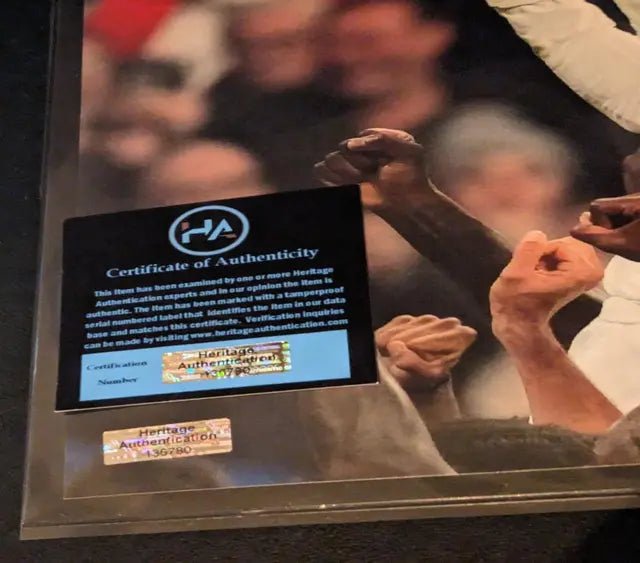 HA
Certificate of Authenticity
This item has been examined by one or more Heritage
Authentication experts and in our opinion the item is
authentic. The item has been marked with a tamperproof
serial numbered label that identifies the item in our data
base and matches this certificate. Verification inquiries
can be made by visiting www.heritageauthentication.com
Certification
Number
Heritage
Authentication
136780
Heritage
Authentication
136780